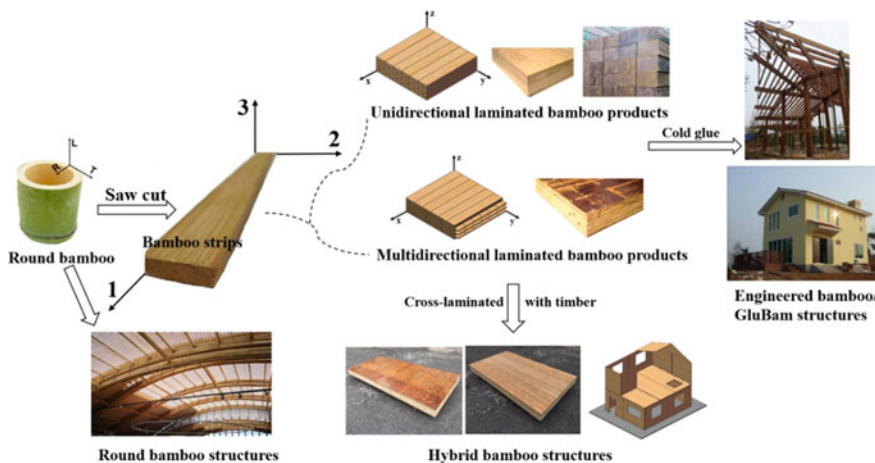 z
x
y
Unidirectional laminated bamboo products
Cold glue
3
2
L
R
T
Saw cut
Round bamboo
Bamboo strips
1
z
x
y
Multidirectional laminated bamboo products
Cross-laminated with timber
Engineered bamboo/
GluBam structures
Round bamboo structures
Hybrid bamboo structures